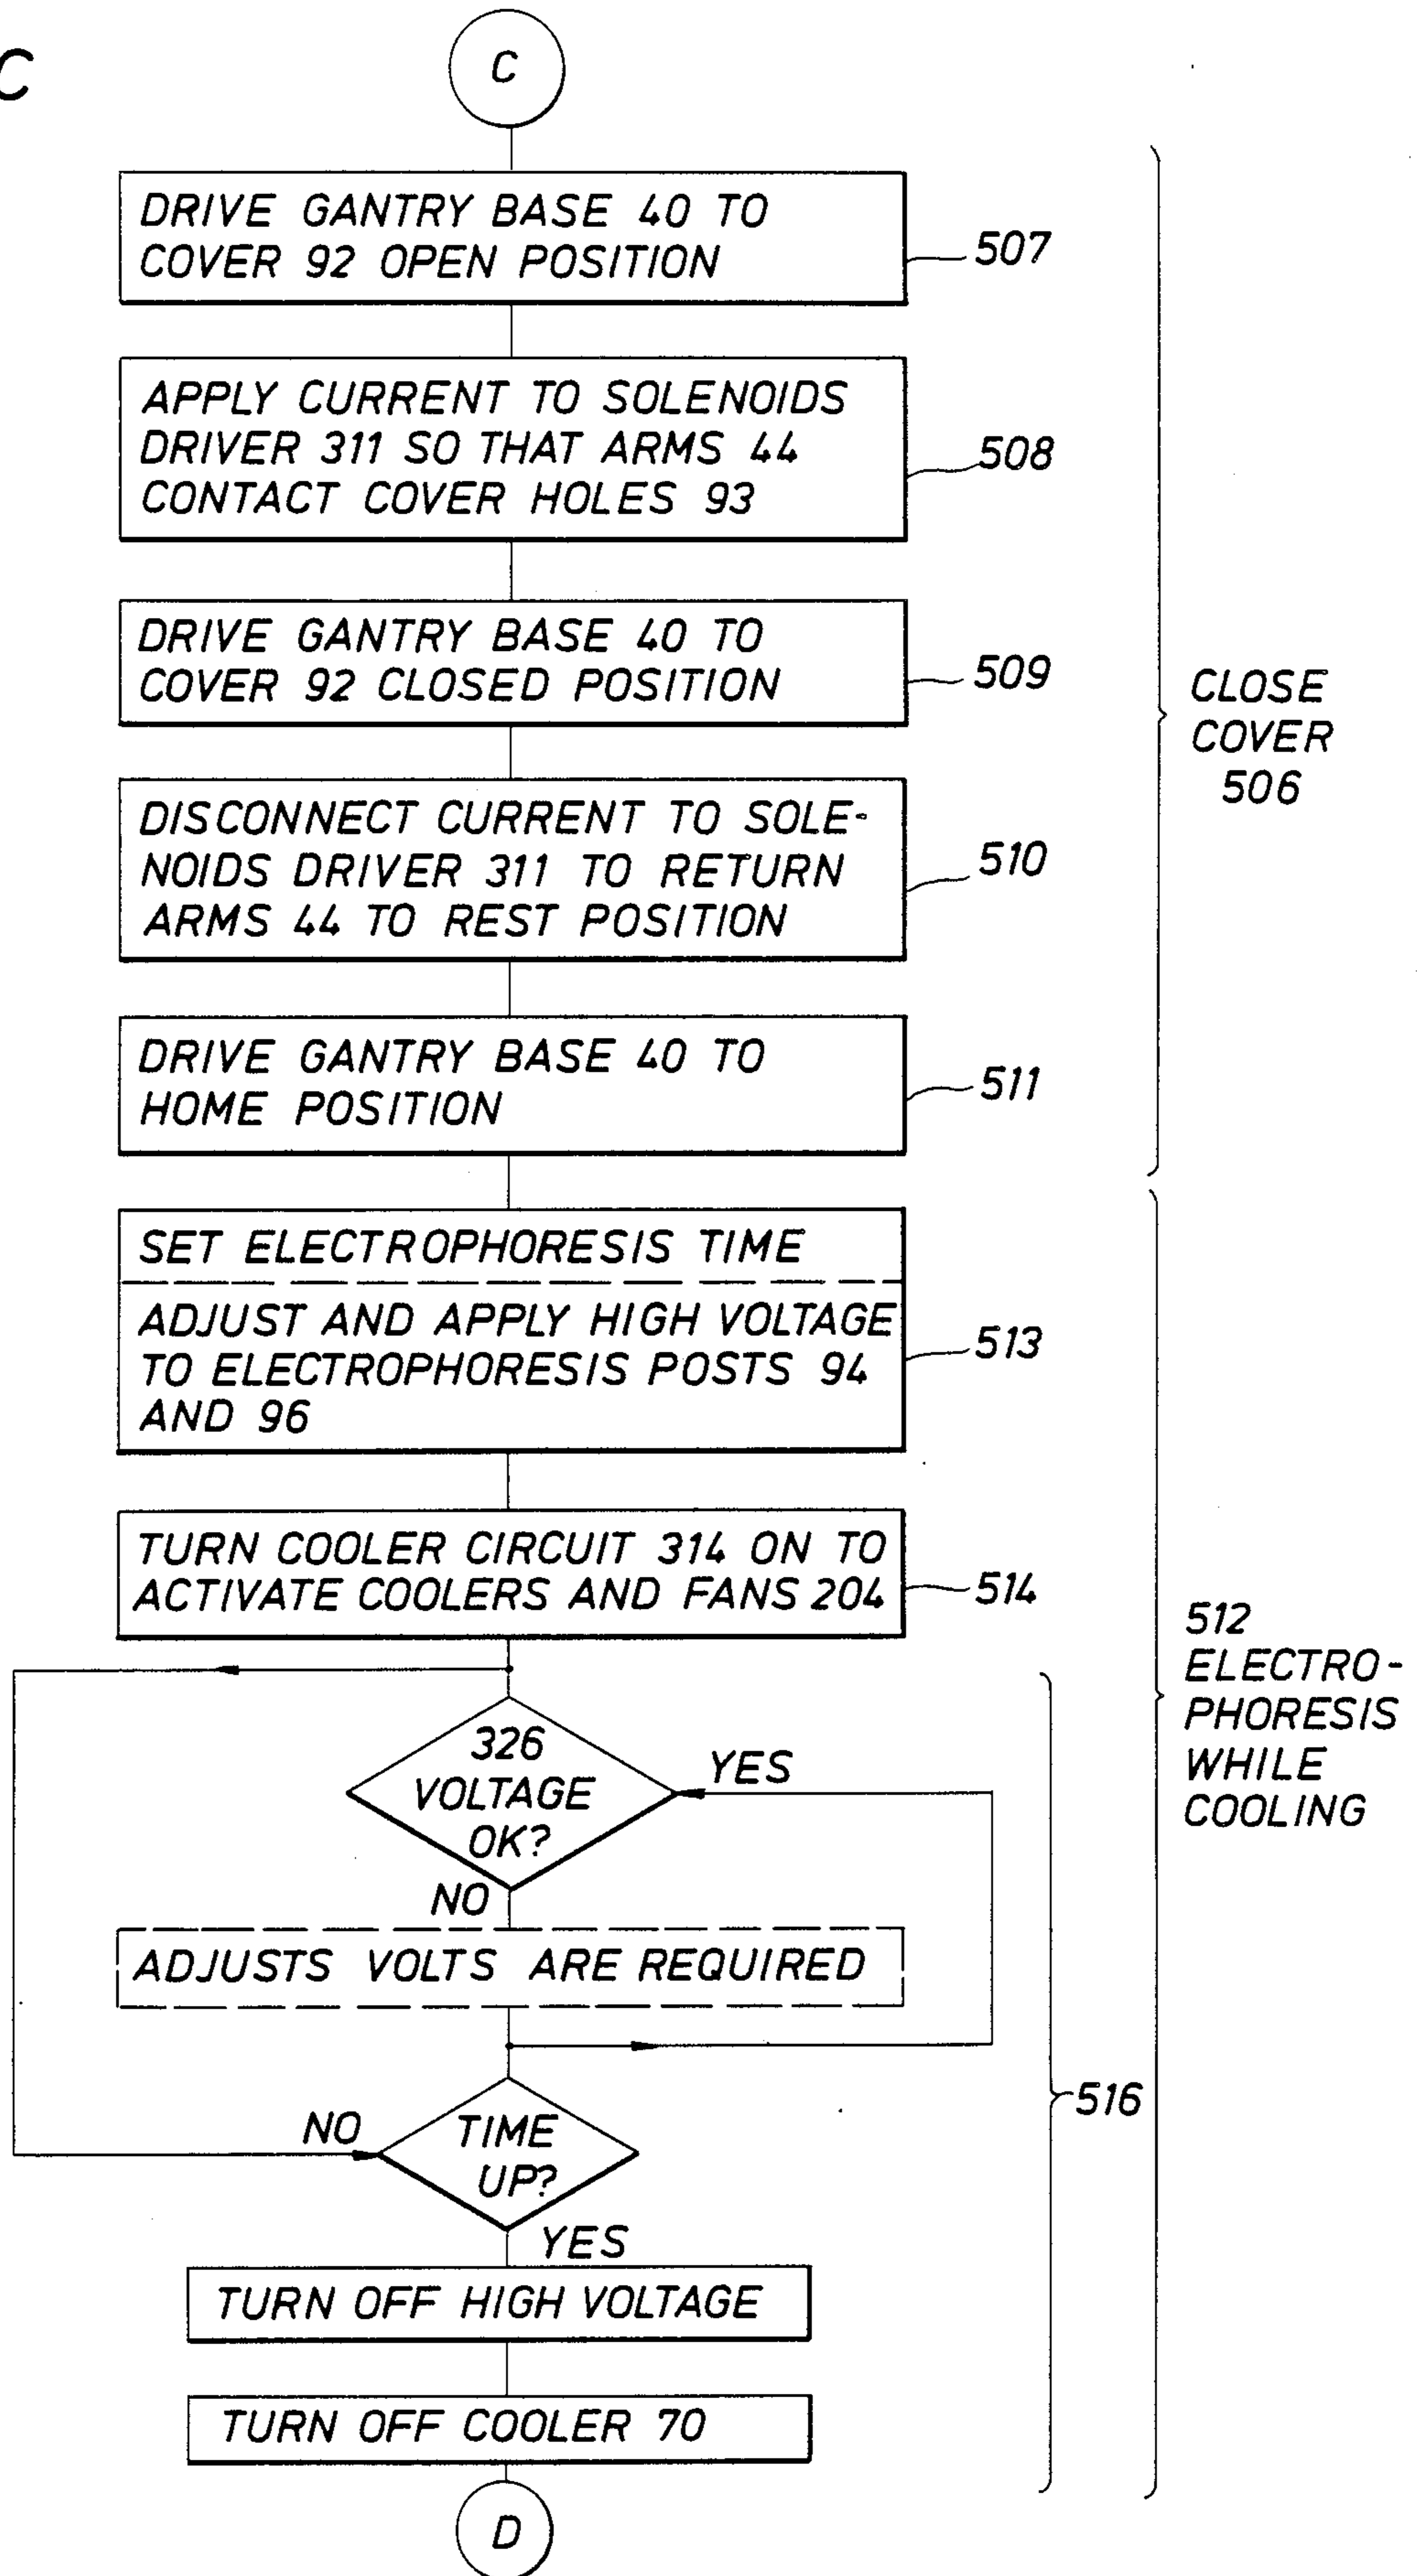 C
C
DRIVE GANTRY BASE 40 TO
COVER 92 OPEN POSITION
507
APPLY CURRENT TO SOLENOIDS
DRIVER 311 SO THAT ARMS 44
CONTACT COVER HOLES 93
508
DRIVE GANTRY BASE 40 TO
COVER 92 CLOSED POSITION
509
CLOSE
COVER
506
DISCONNECT CURRENT TO SOLE-
NOIDS DRIVER 311 TO RETURN
ARMS 44 TO REST POSITION
510
DRIVE GANTRY BASE 40 TO
HOME POSITION
511
SET ELECTROPHORESIS TIME
ADJUST AND APPLY HIGH VOLTAGE
TO ELECTROPHORESIS POSTS 94
AND 96
513
TURN COOLER CIRCUIT 314 ON TO
ACTIVATE COOLERS AND FANS 204
514
512
ELECTRO-
PHORESIS
WHILE
COOLING
326
VOLTAGE
OK?
YES
NO
ADJUSTS VOLTS ARE REQUIRED
516
NO
TIME
UP?
YES
TURN OFF HIGH VOLTAGE
TURN OFF COOLER 70
D